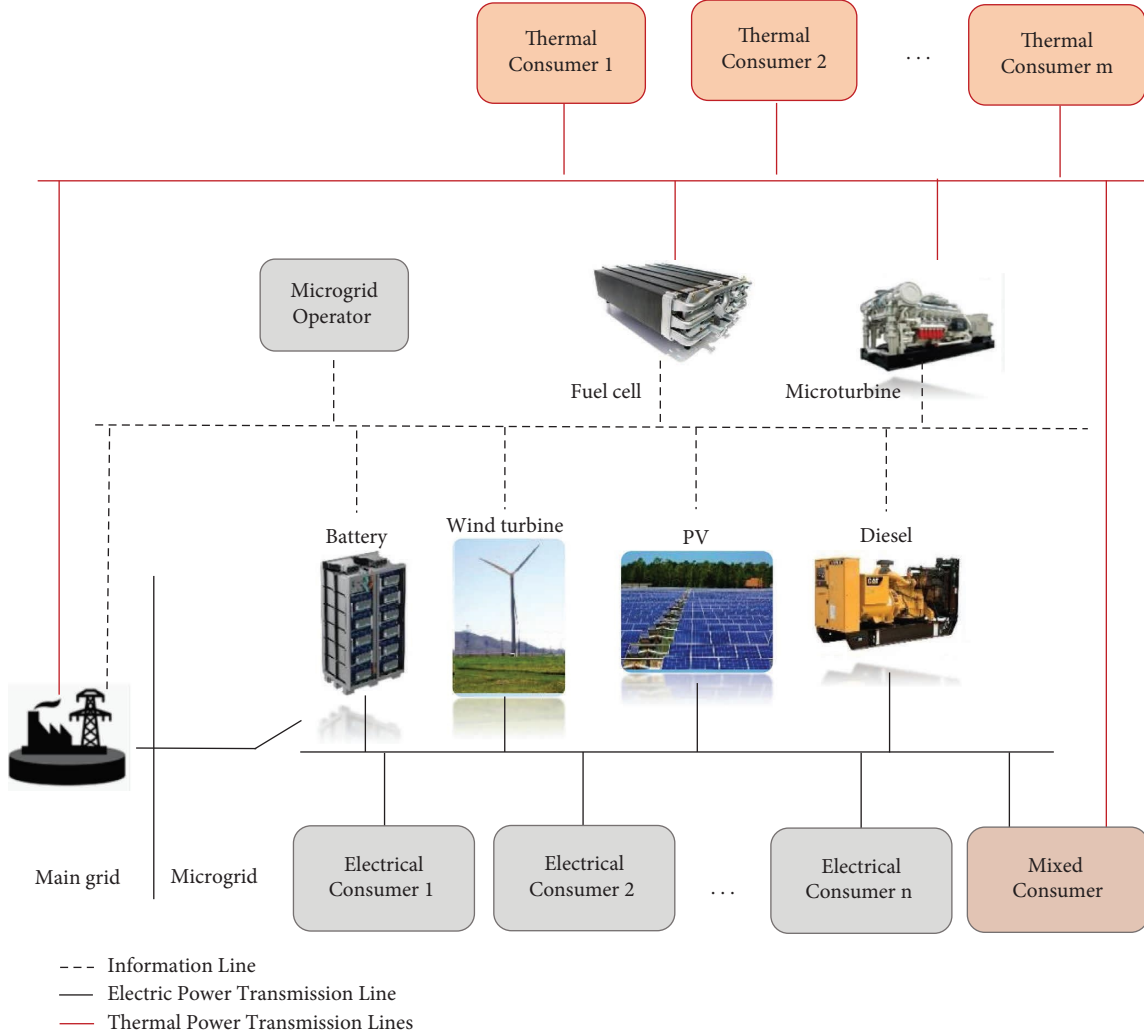 Thermal
Consumer 1
Thermal
Consumer 2
. . .
Thermal
Consumer m
Microgrid
Operator
Fuel cell
Microturbine
Battery
Wind turbine
PV
Diesel
CAT
Main grid
Microgrid
Electrical
Consumer 1
Electrical
Consumer 2
. . .
Electrical
Consumer n
Mixed
Consumer
Information Line
Electric Power Transmission Line
Thermal Power Transmission Lines